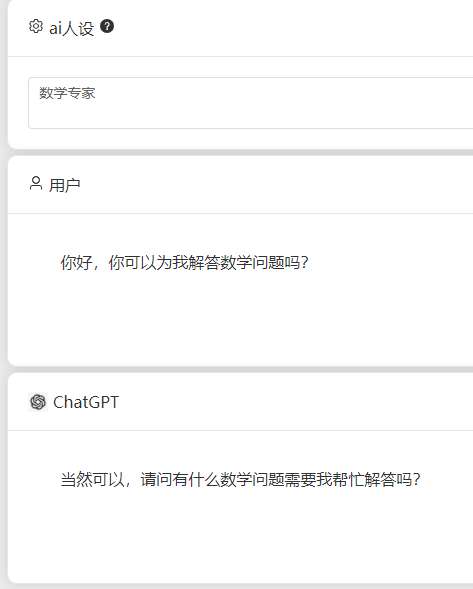 ai人设 ?
数学专家
用户
你好，你可以为我解答数学问题吗？
ChatGPT
当然可以，请问有什么数学问题需要我帮忙解答吗？